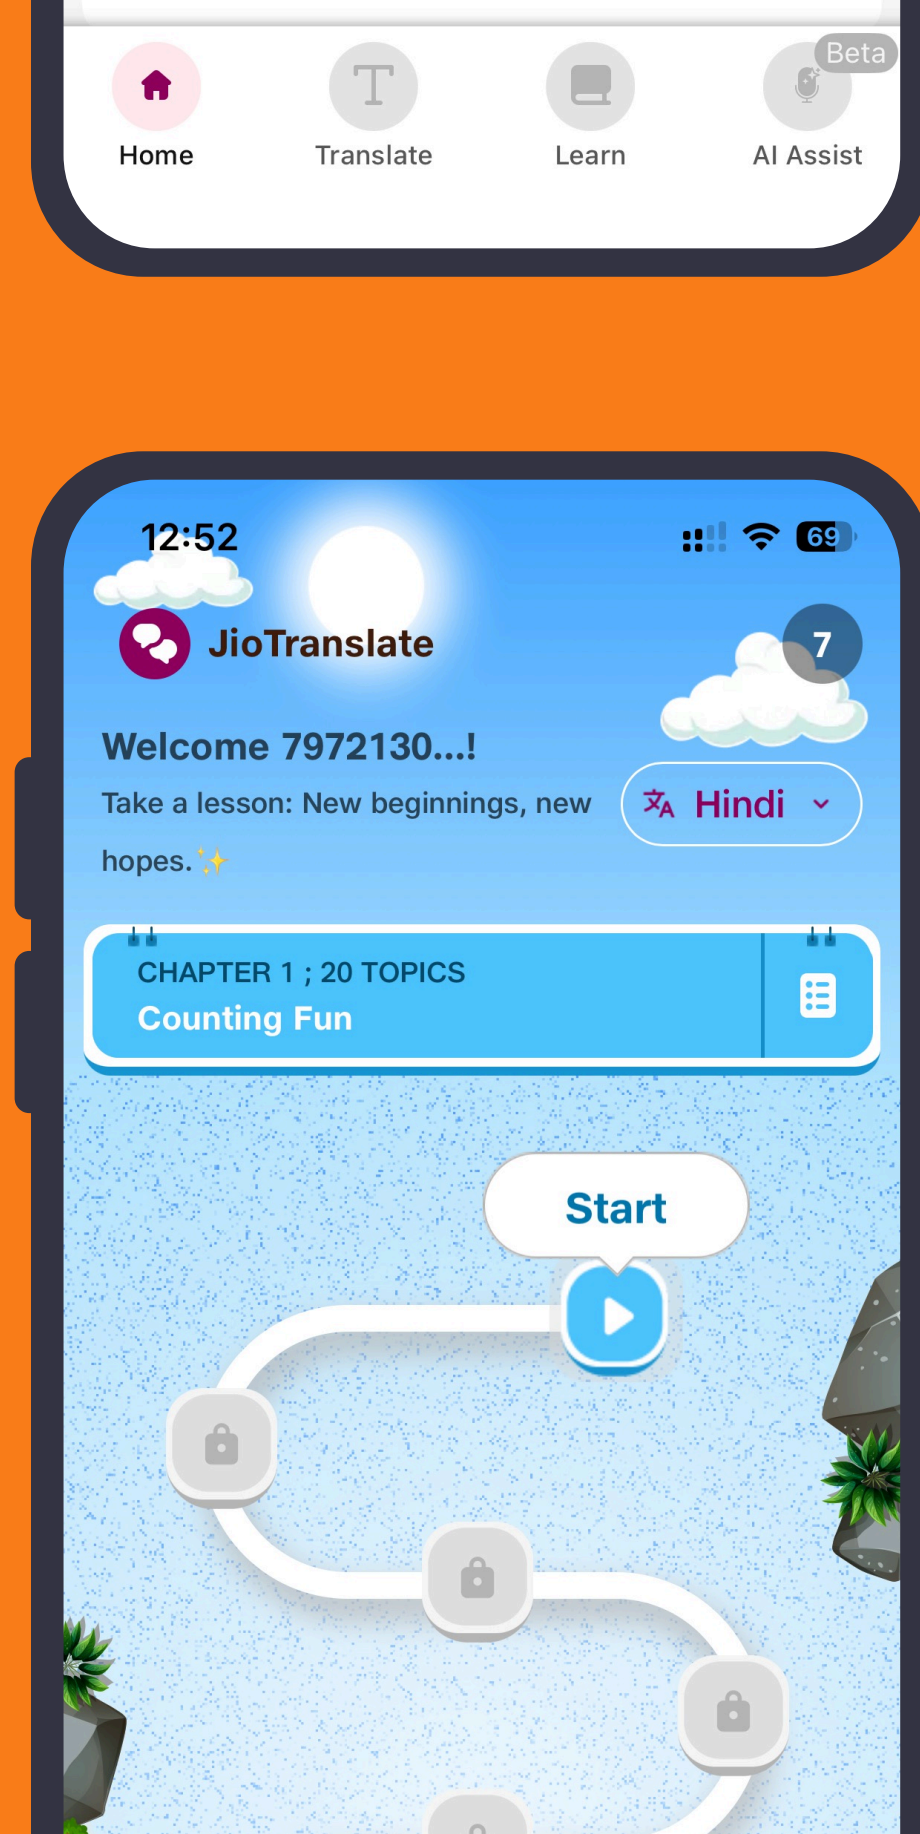 Beta
Home
Translate
Learn
AI Assist
12:52
69
JioTranslate
7
Welcome 7972130...!
Take a lesson: New beginnings, new
hopes.✨
Hindi
CHAPTER 1 ; 20 TOPICS
Counting Fun
Start